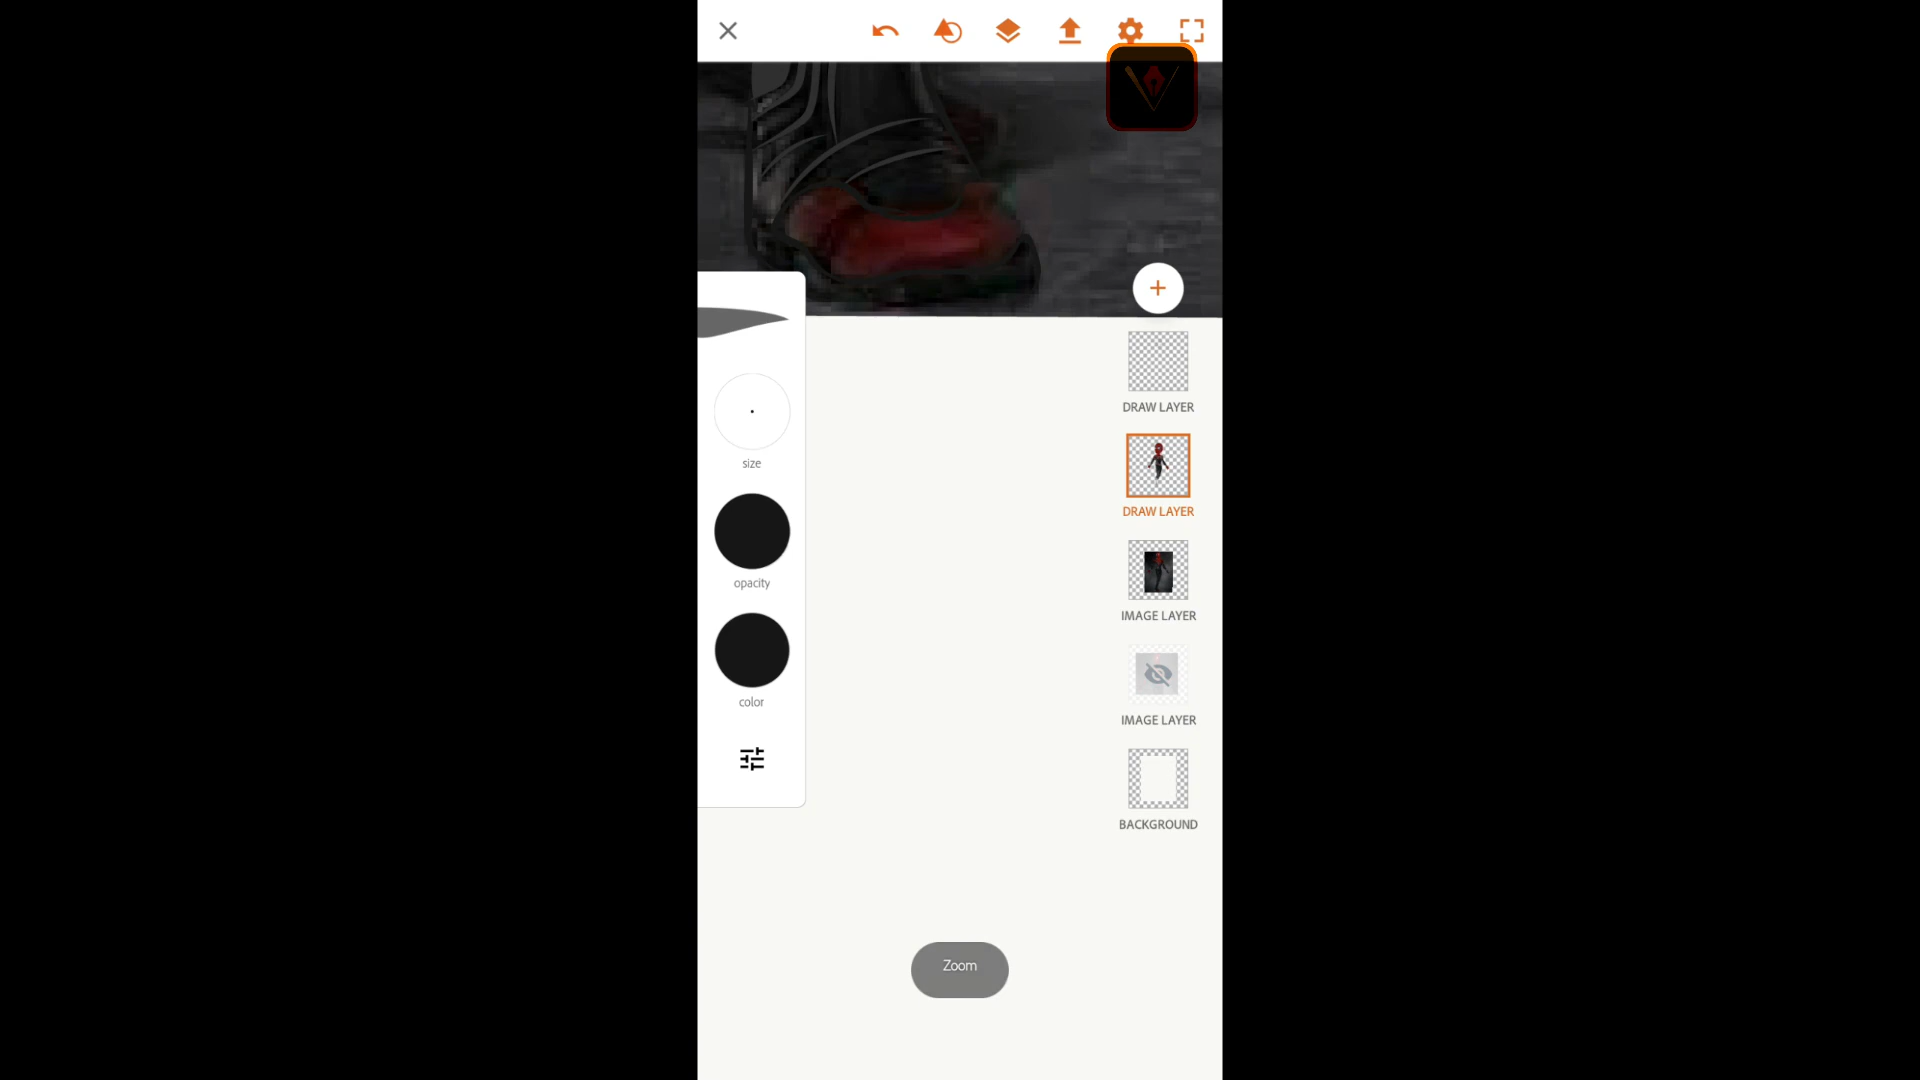 DRAW LAYER
size
DRAW LAYER
opacity
IMAGE LAYER
color
IMAGE LAYER
BACKGROUND
Zoom